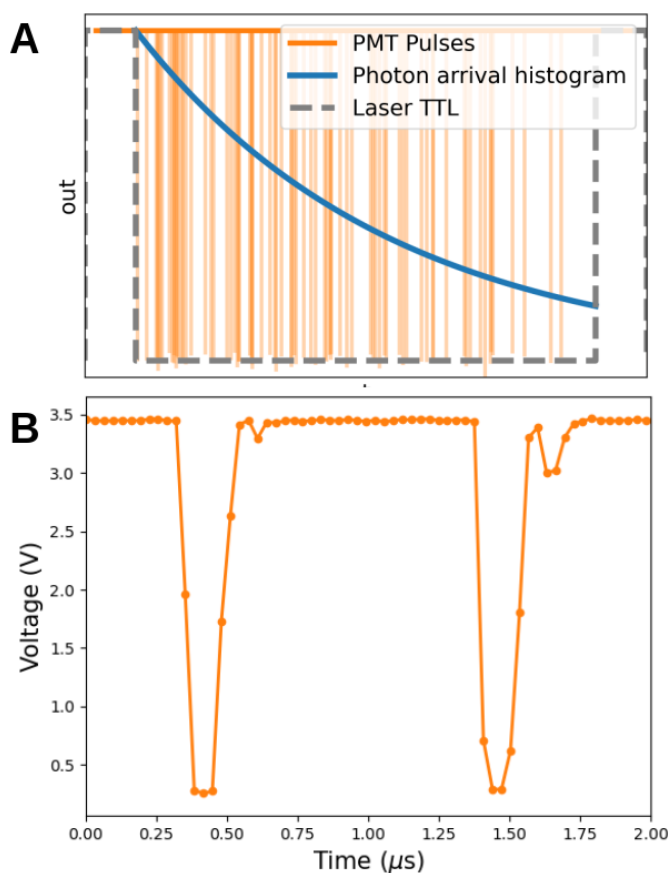 A
PMT Pulses
Photon arrival histogram
Laser TTL
out
B
3.5
3.0
2.5
2.0
1.5
1.0
0.5
Voltage (V)
0.00 0.25 0.50 0.75 1.00 1.25 1.50 1.75 2.00
Time (μs)